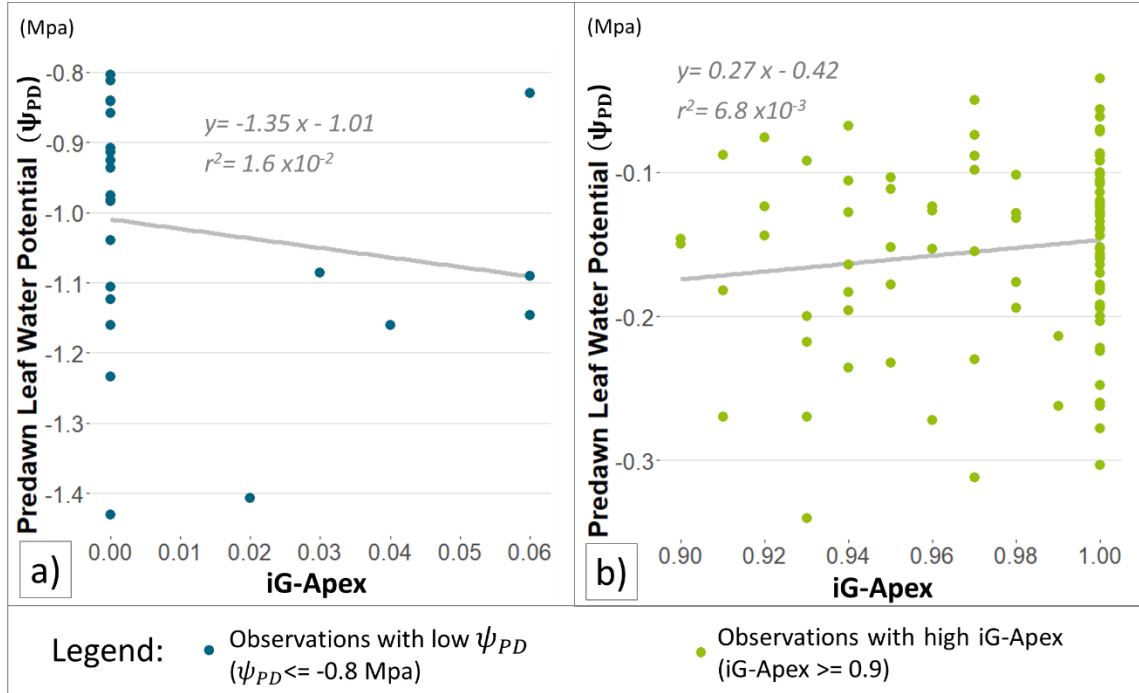 (Mpa)
Predawn Leaf Water Potential (ψPD)
-0.8
-0.9
-1.0
-1.1
-1.2
-1.3
-1.4
y= -1.35 x - 1.01
r²= 1.6 x10⁻²
0.00 0.01 0.02 0.03 0.04 0.05 0.06
iG-Apex
a)
(Mpa)
Predawn Leaf Water Potential (ψPD)
-0.1
-0.2
-0.3
y= 0.27 x - 0.42
r²= 6.8 x10⁻³
0.90 0.92 0.94 0.96 0.98 1.00
iG-Apex
b)
Legend:
Observations with low ψPD
(ψPD<= -0.8 Mpa)
Observations with high iG-Apex
(iG-Apex >= 0.9)